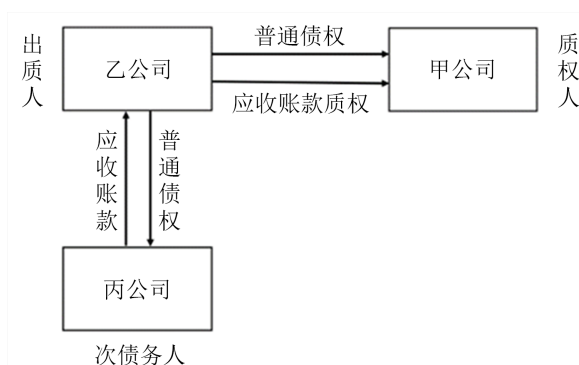 出质人
乙公司
普通债权
应收账款质权
甲公司
质权人
应收账款
普通债权
丙公司
次债务人